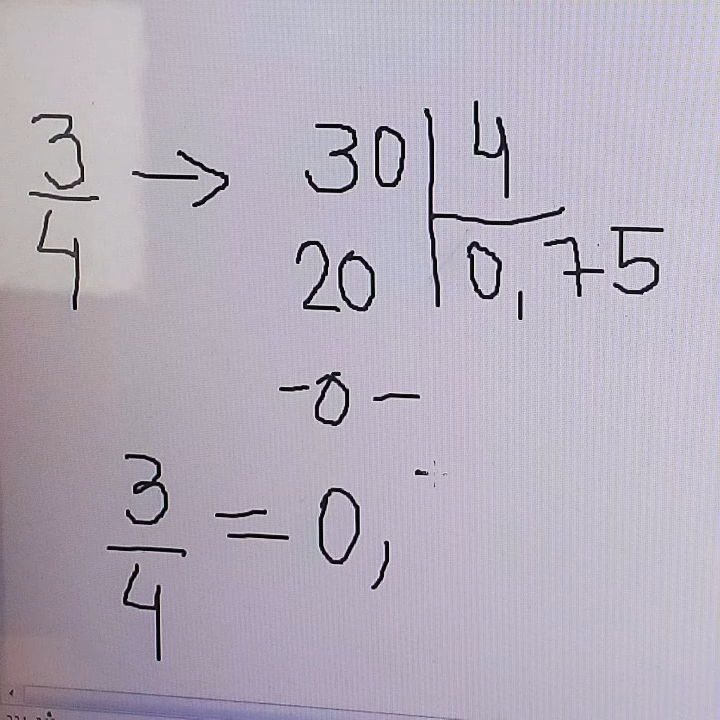 3/4 → 30 | 4
20 | 0,75
-0-
3/4 = 0,